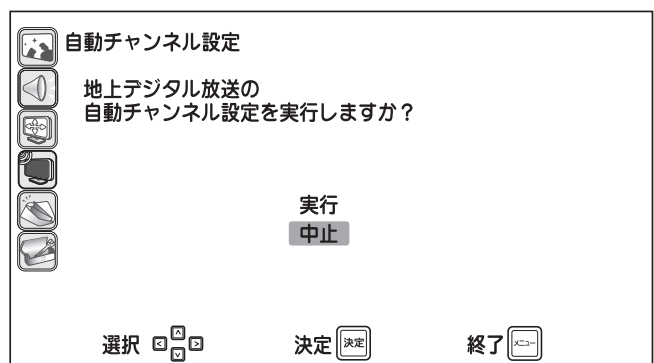 自動チャンネル設定
地上デジタル放送の
自動チャンネル設定を実行しますか？
実行
中止
選択 決定 決定 終了 メニュー